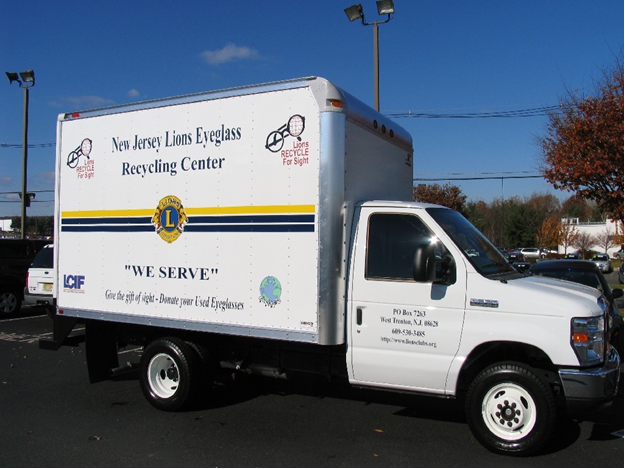 New Jersey Lions Eyeglass
Recycling Center
Lions
RECYCLE
For Sight
Lions
RECYCLE
For Sight
L
"WE SERVE"
LCIF
Give the gift of sight - Donate your Used Eyeglasses
PO Box 7263
West Trenton, N.J. 08628
609-530-3485
http://www.lionsclubs.org